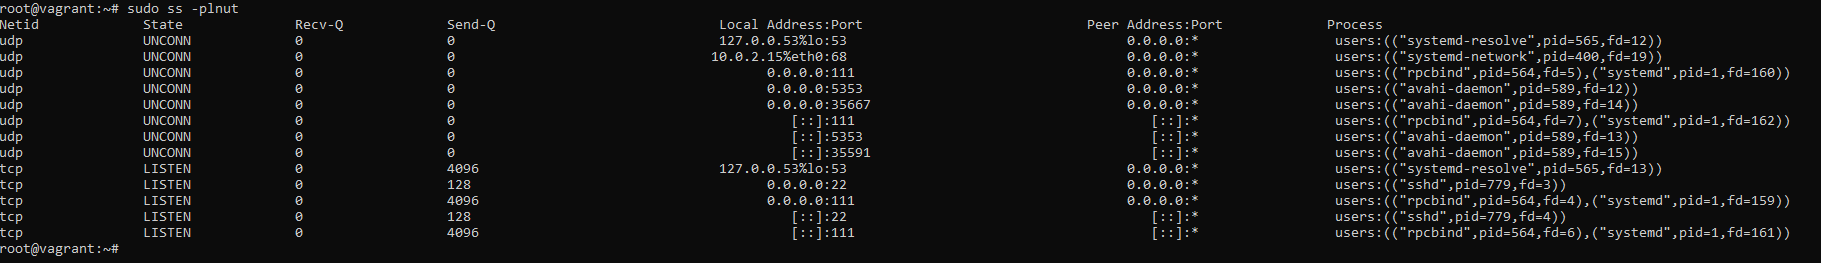 root@vagrant:~# sudo ss -plnut
Netid State Recv-Q Send-Q Local Address:Port Peer Address:Port Process
udp UNCONN 0 0 127.0.0.53%lo:53 0.0.0.0:* users:(("systemd-resolve",pid=565,fd=12))
udp UNCONN 0 0 10.0.2.15%eth0:68 0.0.0.0:* users:(("systemd-network",pid=400,fd=19))
udp UNCONN 0 0 0.0.0.0:111 0.0.0.0:* users:(("rpcbind",pid=564,fd=5),("systemd",pid=1,fd=160))
udp UNCONN 0 0 0.0.0.0:5353 0.0.0.0:* users:(("avahi-daemon",pid=589,fd=12))
udp UNCONN 0 0 0.0.0.0:35667 0.0.0.0:* users:(("avahi-daemon",pid=589,fd=14))
udp UNCONN 0 0 [::]:111 [::]:* users:(("rpcbind",pid=564,fd=7),("systemd",pid=1,fd=162))
udp UNCONN 0 0 [::]:5353 [::]:* users:(("avahi-daemon",pid=589,fd=13))
udp UNCONN 0 0 [::]:35591 [::]:* users:(("avahi-daemon",pid=589,fd=15))
tcp LISTEN 0 4096 127.0.0.53%lo:53 0.0.0.0:* users:(("systemd-resolve",pid=565,fd=13))
tcp LISTEN 0 128 0.0.0.0:22 0.0.0.0:* users:(("sshd",pid=779,fd=3))
tcp LISTEN 0 4096 0.0.0.0:111 0.0.0.0:* users:(("rpcbind",pid=564,fd=4),("systemd",pid=1,fd=159))
tcp LISTEN 0 128 [::]:22 [::]:* users:(("sshd",pid=779,fd=4))
tcp LISTEN 0 4096 [::]:111 [::]:* users:(("rpcbind",pid=564,fd=6),("systemd",pid=1,fd=161))
root@vagrant:~#